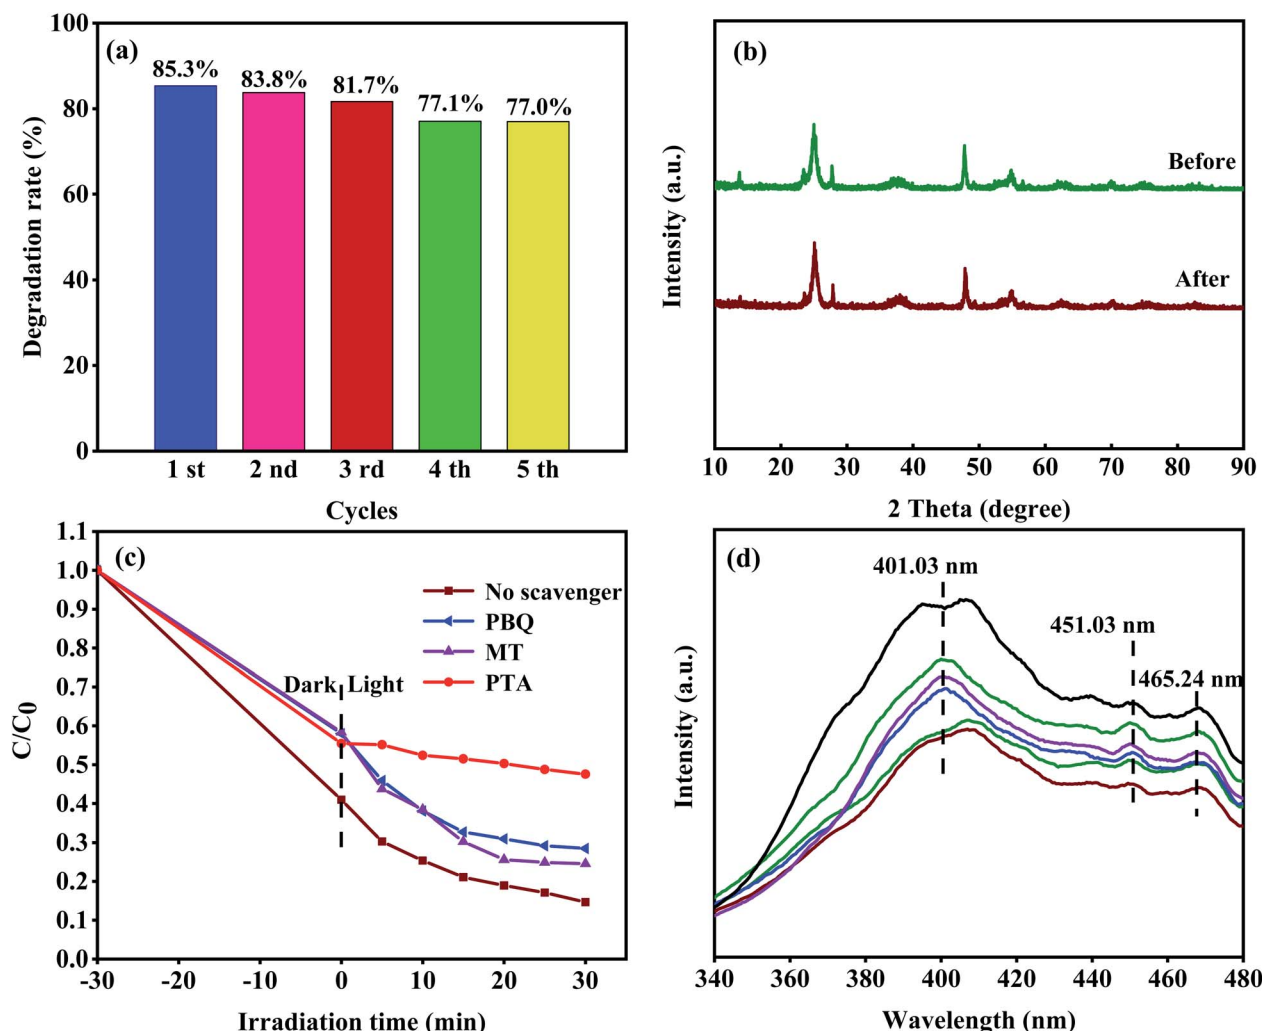 (a)
100
80
60
40
20
0
Degradation rate (%)
85.3%
83.8%
81.7%
77.1%
77.0%
1 st
2 nd
3 rd
4 th
5 th
Cycles
(b)
Intensity (a.u.)
Before
After
10
20
30
40
50
60
70
80
90
2 Theta (degree)
(c)
1.1
1.0
0.9
0.8
0.7
0.6
0.5
0.4
0.3
0.2
0.1
0.0
C/C0
No scavenger
PBQ
MT
PTA
Dark Light
-30
-20
-10
0
10
20
30
Irradiation time (min)
(d)
Intensity (a.u.)
401.03 nm
451.03 nm
465.24 nm
340
360
380
400
420
440
460
480
Wavelength (nm)